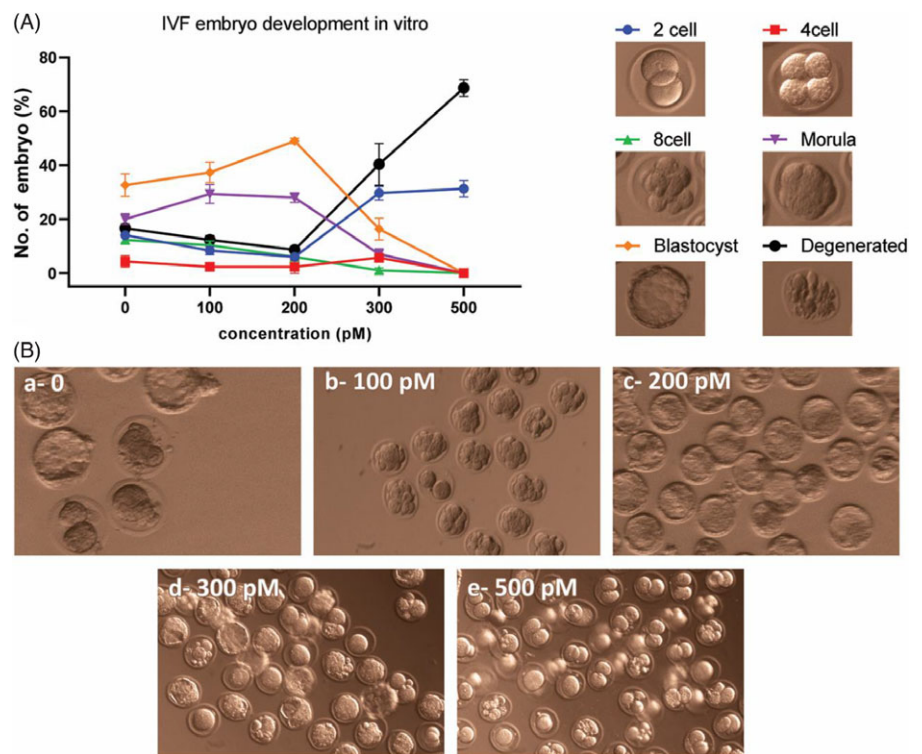 (A)
IVF embryo development in vitro
No. of embryo (%)
80
60
40
20
0
0 100 200 300 500
concentration (pM)
2 cell 4cell
8cell Morula
Blastocyst Degenerated
(B)
a- 0 b- 100 pM c- 200 pM
d- 300 pM e- 500 pM